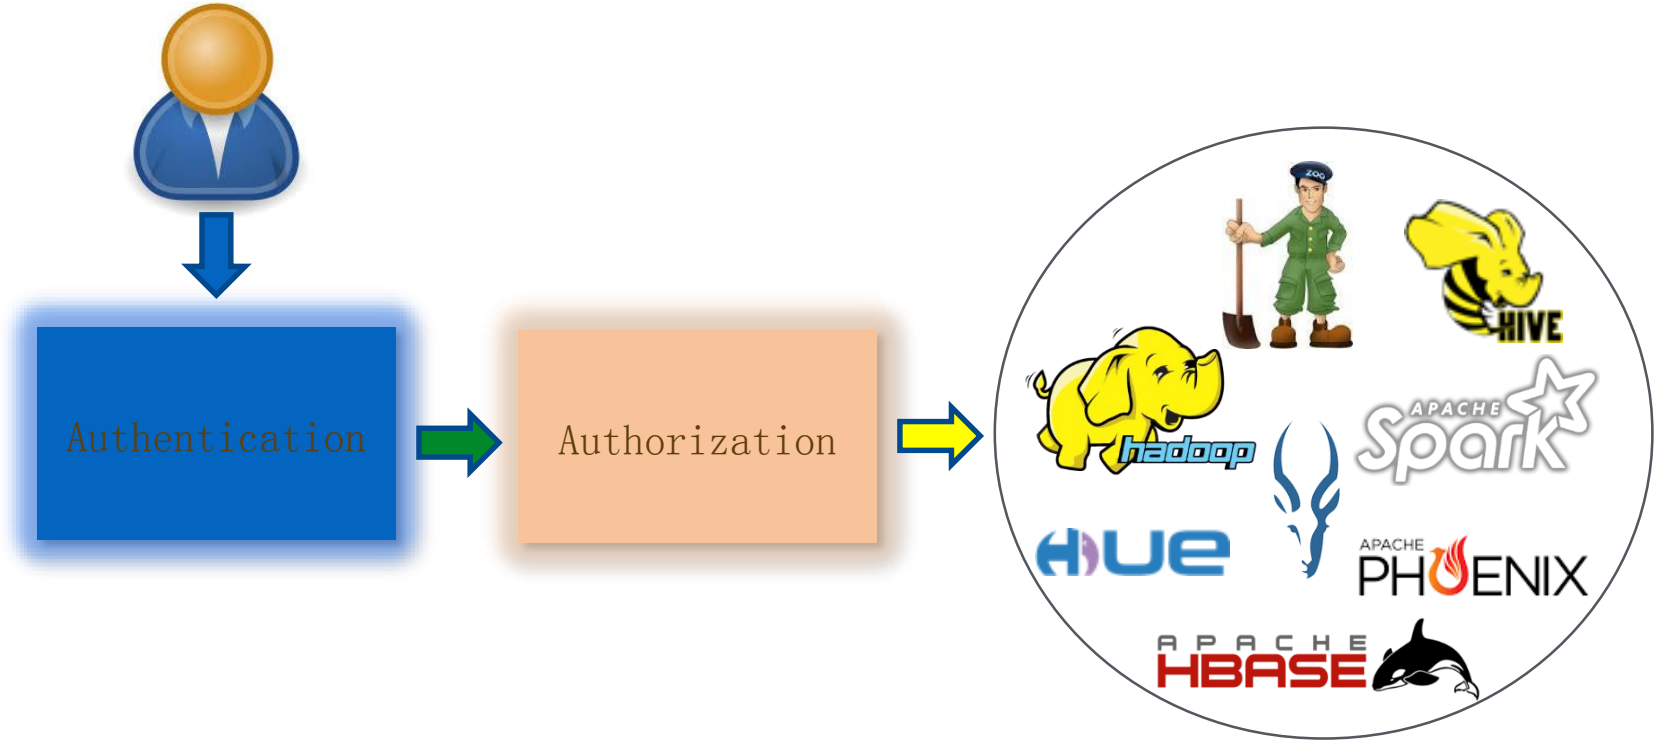 Authentication
Authorization
ZOO
HIVE
hadoop
APACHE
Spark
HUE
APACHE
PHOENIX
APACHE
HBASE